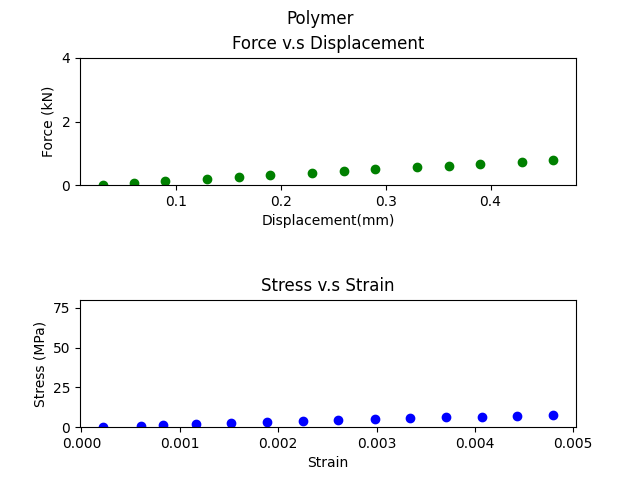 Polymer
Force v.s Displacement
4
2
0
Force (kN)
0.1 0.2 0.3 0.4
Displacement(mm)
Stress v.s Strain
75
50
25
0
Stress (MPa)
0.000 0.001 0.002 0.003 0.004 0.005
Strain